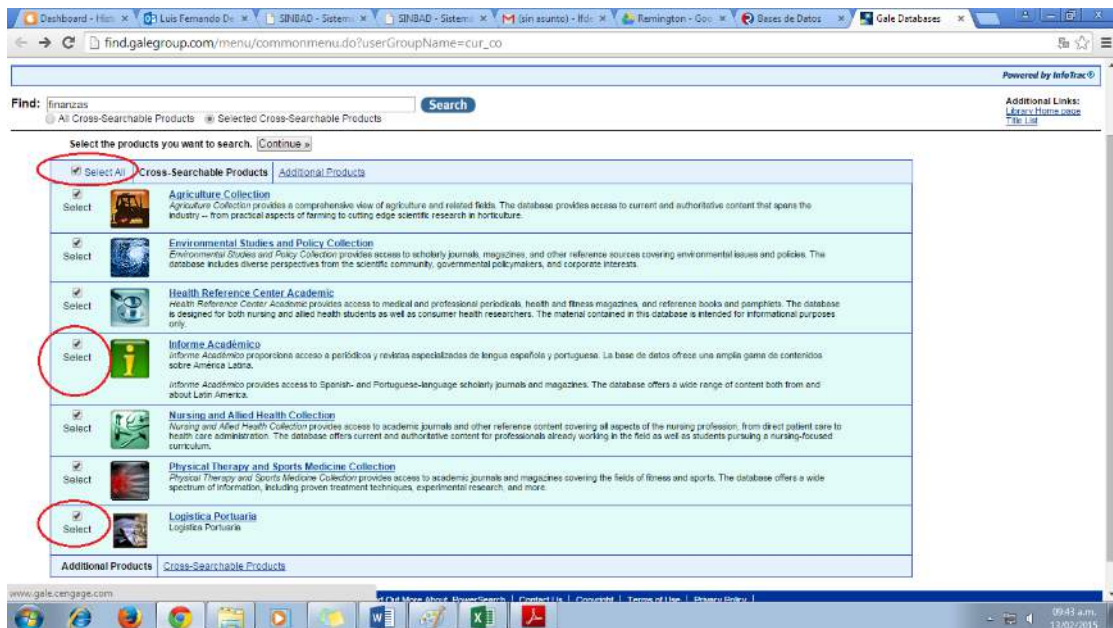 Dashboard - Hist
Luis Fernando De
SINBAD - Sistem
SINBAD - Sistem
M (sin asunto) - lfde
Remington - Goo
Bases de Datos
Gale Databases
find.galegroup.com/menu/commonmenu.do?userGroupName=cur_co
Powered by InfoTrac®
Find: finanzas Search
All Cross-Searchable Products Selected Cross-Searchable Products
Additional Links:
Library Home page
Title List
Select the products you want to search. Continue »
Select All Cross-Searchable Products Additional Products
Select
Agriculture Collection
Agriculture Collection provides a comprehensive view of agriculture and related fields. The database provides access to current and authoritative content that spans the
industry -- from practical aspects of farming to cutting edge scientific research in horticulture.
Select
Environmental Studies and Policy Collection
Environmental Studies and Policy Collection provides access to scholarly journals, magazines, and other reference sources covering environmental issues and policies. The
database includes diverse perspectives from the scientific community, governmental policymakers, and corporate interests.
Select
Health Reference Center Academic
Health Reference Center Academic provides access to medical and professional periodicals, health and fitness magazines, and reference books and pamphlets. The database
is designed for both nursing and allied health students as well as consumer health researchers. The material contained in this database is intended for informational purposes
only.
Select
Informe Académico
Informe Académico proporciona acceso a periódicos y revistas especializadas de lengua española y portuguesa. La base de datos ofrece una amplia gama de contenidos
sobre América Latina.
Informe Académico provides access to Spanish- and Portuguese-language scholarly journals and magazines. The database offers a wide range of content both from and
about Latin America.
Select
Nursing and Allied Health Collection
Nursing and Allied Health Collection provides access to academic journals and other reference content covering all aspects of the nursing profession, from direct patient care to
health care administration. The database offers current and authoritative content for professionals already working in the field as well as students pursuing a nursing-focused
curriculum.
Select
Physical Therapy and Sports Medicine Collection
Physical Therapy and Sports Medicine Collection provides access to academic journals and magazines covering the fields of fitness and sports. The database offers a wide
spectrum of information, including proven treatment techniques, experimental research, and more.
Select
Logística Portuaria
Logística Portuaria
Additional Products Cross-Searchable Products
www.gale.cengage.com
d Out More About PowerSearch | Contact Us | Copyright | Terms of Use | Privacy Policy |
09:43 a.m.
13/02/2015